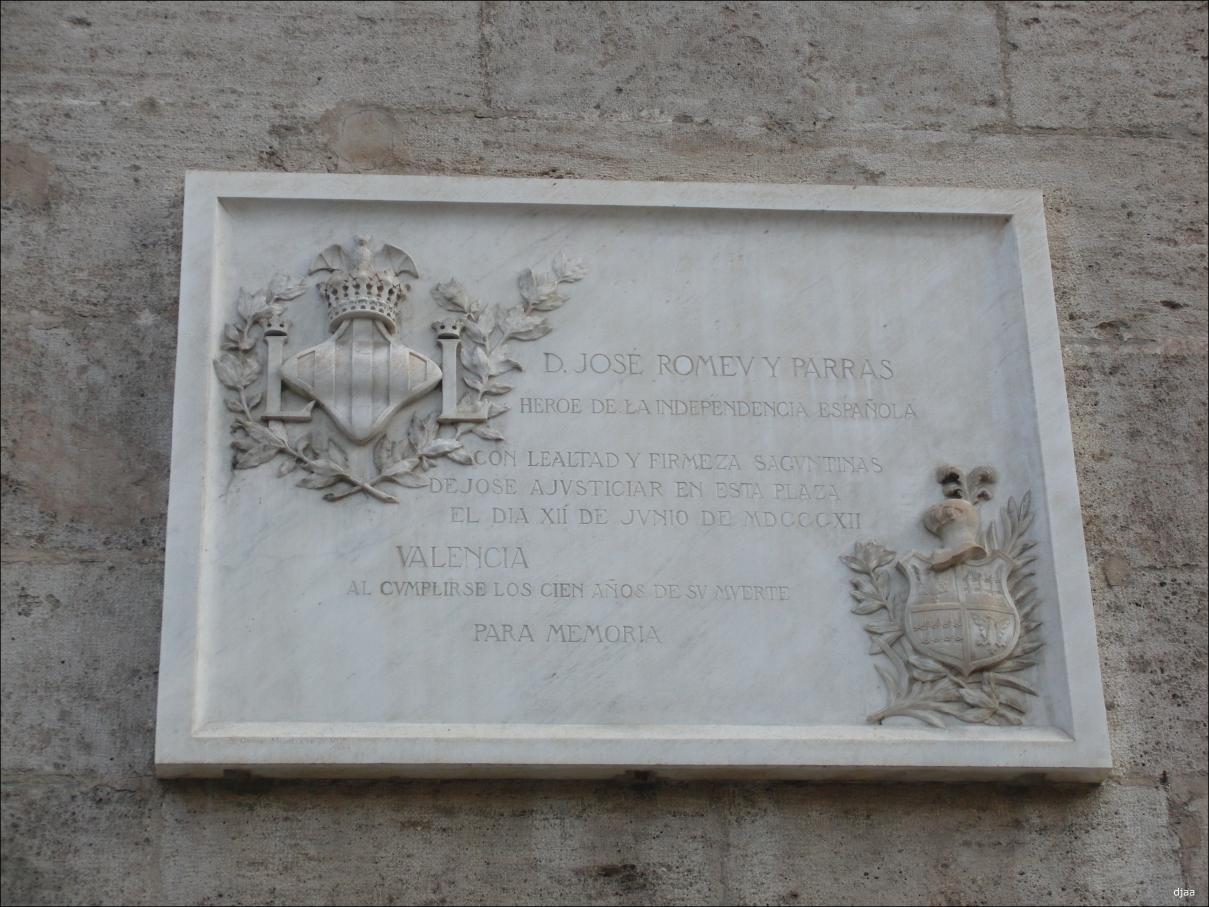 L L
D. JOSÉ ROMEV Y PARRAS
HEROE DE LA INDEPENDENCIA ESPAÑOLA
CON LEALTAD Y FIRMEZA SAGVNTINAS
DEJOSE AJVSTICIAR EN ESTA PLAZA
EL DIA XII DE JVNIO DE MDCCCXII
VALENCIA
AL CVMPLIRSE LOS CIEN AÑOS DE SV MVERTE
PARA MEMORIA
djaa